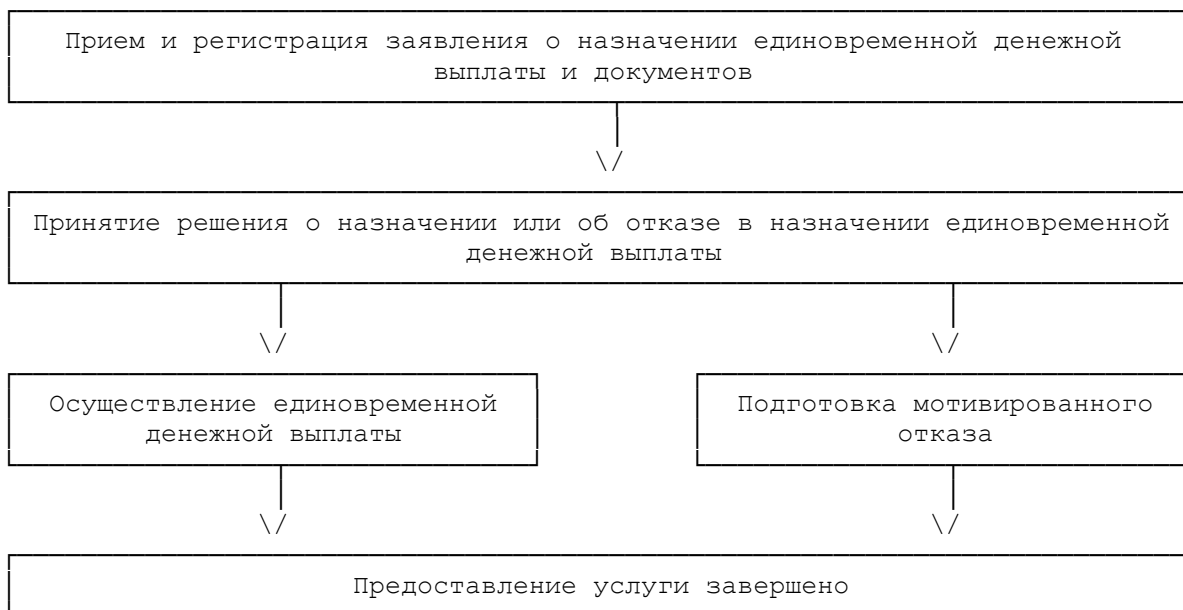 Прием и регистрация заявления о назначении единовременной денежной
выплаты и документов
Принятие решения о назначении или об отказе в назначении единовременной
денежной выплаты
Осуществление единовременной
денежной выплаты
Подготовка мотивированного
отказа
Предоставление услуги завершено